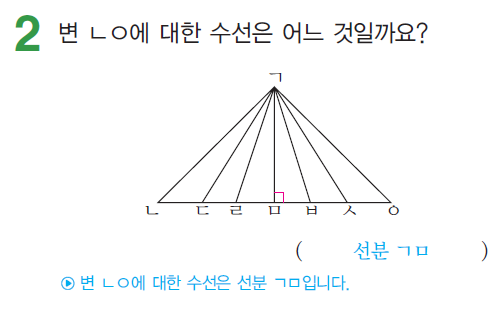 2 변 ㄴㅇ에 대한 수선은 어느 것일까요?
ㄱ
ㄴ ㄷ ㄹ ㅁ ㅂ ㅅ ㅇ
( 선분 ㄱㅁ )
▶ 변 ㄴㅇ에 대한 수선은 선분 ㄱㅁ입니다.